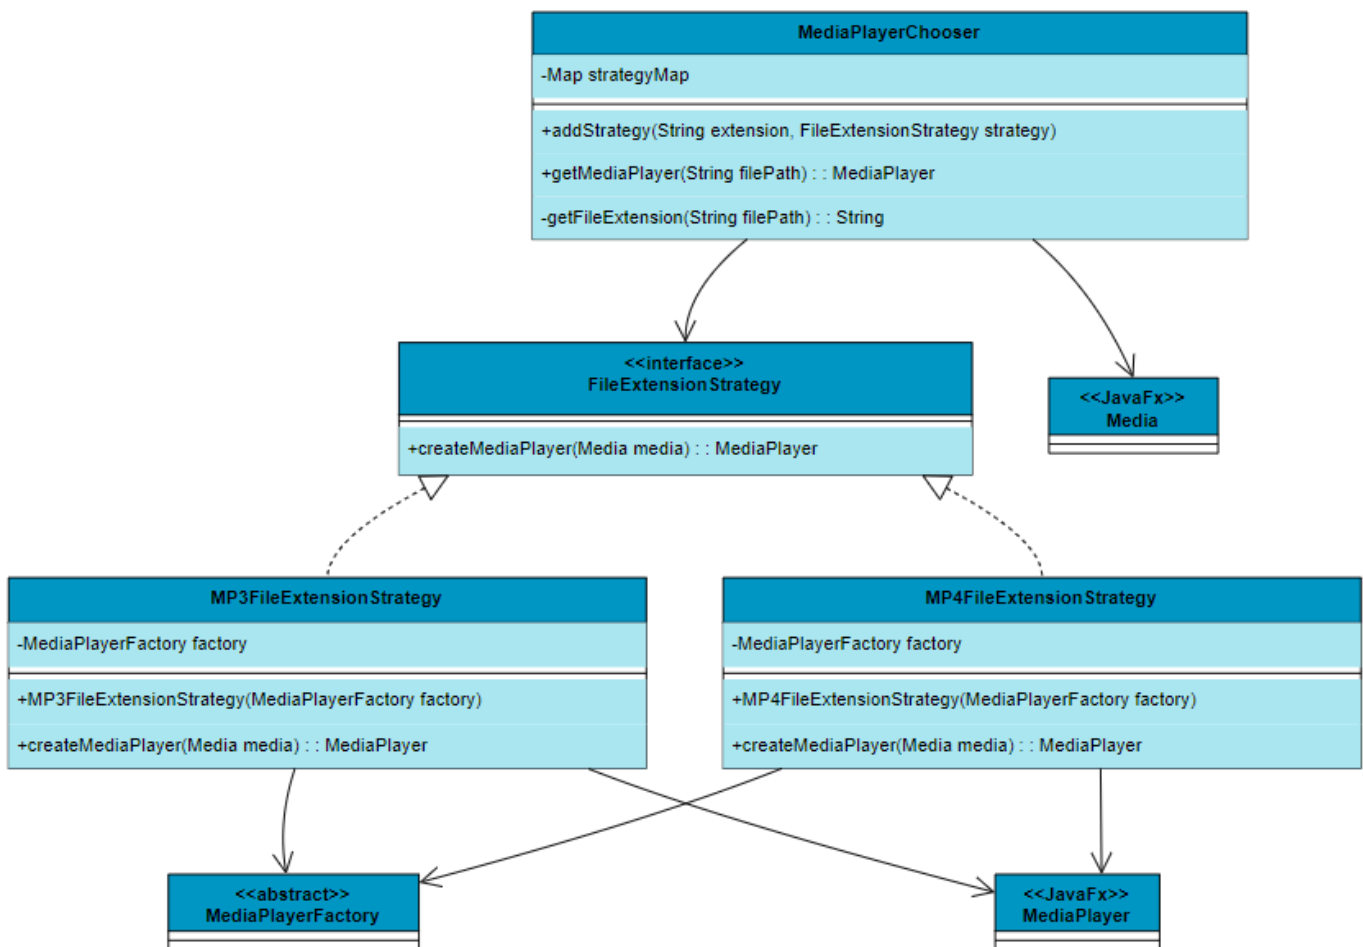 MediaPlayerChooser
-Map strategyMap
+addStrategy(String extension, FileExtensionStrategy strategy)
+getMediaPlayer(String filePath) : : MediaPlayer
-getFileExtension(String filePath) : : String
<<interface>>
FileExtensionStrategy
+createMediaPlayer(Media media) : : MediaPlayer
<<JavaFx>>
Media
MP3FileExtensionStrategy
-MediaPlayerFactory factory
+MP3FileExtensionStrategy(MediaPlayerFactory factory)
+createMediaPlayer(Media media) : : MediaPlayer
MP4FileExtensionStrategy
-MediaPlayerFactory factory
+MP4FileExtensionStrategy(MediaPlayerFactory factory)
+createMediaPlayer(Media media) : : MediaPlayer
<<abstract>>
MediaPlayerFactory
<<JavaFx>>
MediaPlayer